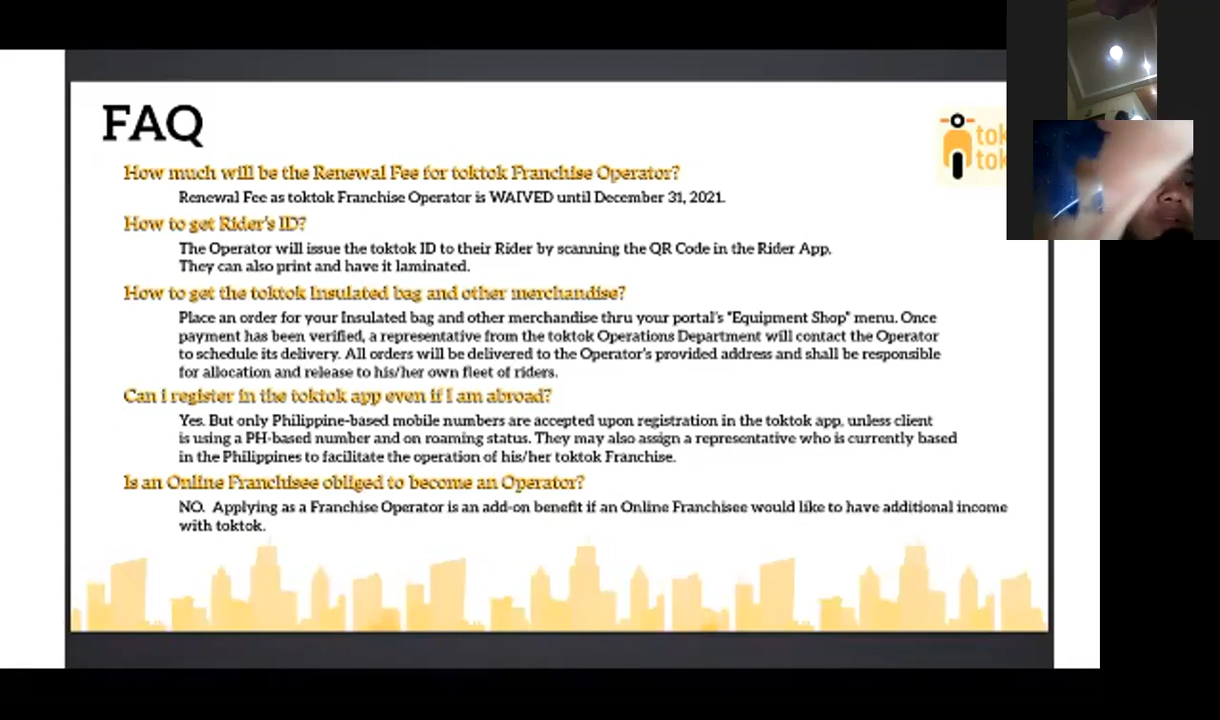 FAQ
tok
tok
How much will be the Renewal Fee for toktok Franchise Operator?
Renewal Fee as toktok Franchise Operator is WAIVED until December 31, 2021.
How to get Rider's ID?
The Operator will issue the toktok ID to their Rider by scanning the QR Code in the Rider App.
They can also print and have it laminated.
How to get the toktok Insulated bag and other merchandise?
Place an order for your Insulated bag and other merchandise thru your portal's "Equipment Shop" menu. Once
payment has been verified, a representative from the toktok Operations Department will contact the Operator
to schedule its delivery. All orders will be delivered to the Operator's provided address and shall be responsible
for allocation and release to his/her own fleet of riders.
Can i register in the toktok app even if I am abroad?
Yes. But only Philippine-based mobile numbers are accepted upon registration in the toktok app, unless client
is using a PH-based number and on roaming status. They may also assign a representative who is currently based
in the Philippines to facilitate the operation of his/her toktok Franchise.
Is an Online Franchisee obliged to become an Operator?
NO. Applying as a Franchise Operator is an add-on benefit if an Online Franchisee would like to have additional income
with toktok.